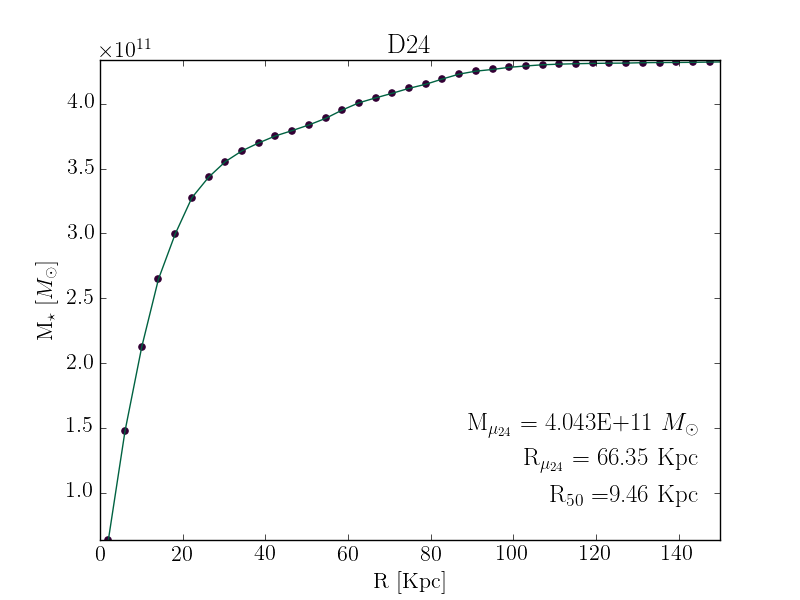 D24
×10¹¹
4.0
3.5
3.0
2.5
2.0
1.5
1.0
M⋆ [M⊙]
M_μ24 = 4.043E+11 M⊙
R_μ24 = 66.35 Kpc
R50 =9.46 Kpc
0 20 40 60 80 100 120 140
R [Kpc]